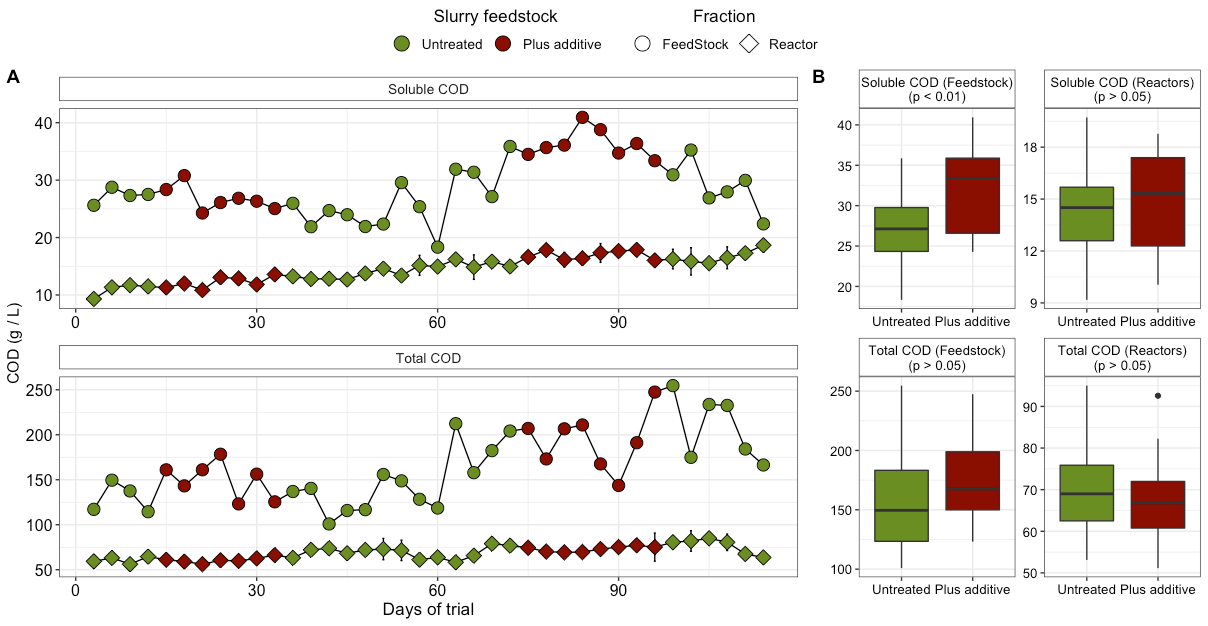 Slurry feedstock
Fraction
Untreated
Plus additive
FeedStock
Reactor
A
COD (g / L)
Soluble COD
40
30
20
10
0 30 60 90
Total COD
250
200
150
100
50
0 30 60 90
Days of trial
B
Soluble COD (Feedstock)
(p < 0.01)
40
35
30
25
20
Untreated Plus additive
Soluble COD (Reactors)
(p > 0.05)
18
15
12
9
Untreated Plus additive
Total COD (Feedstock)
(p > 0.05)
250
200
150
100
Untreated Plus additive
Total COD (Reactors)
(p > 0.05)
90
80
70
60
50
Untreated Plus additive